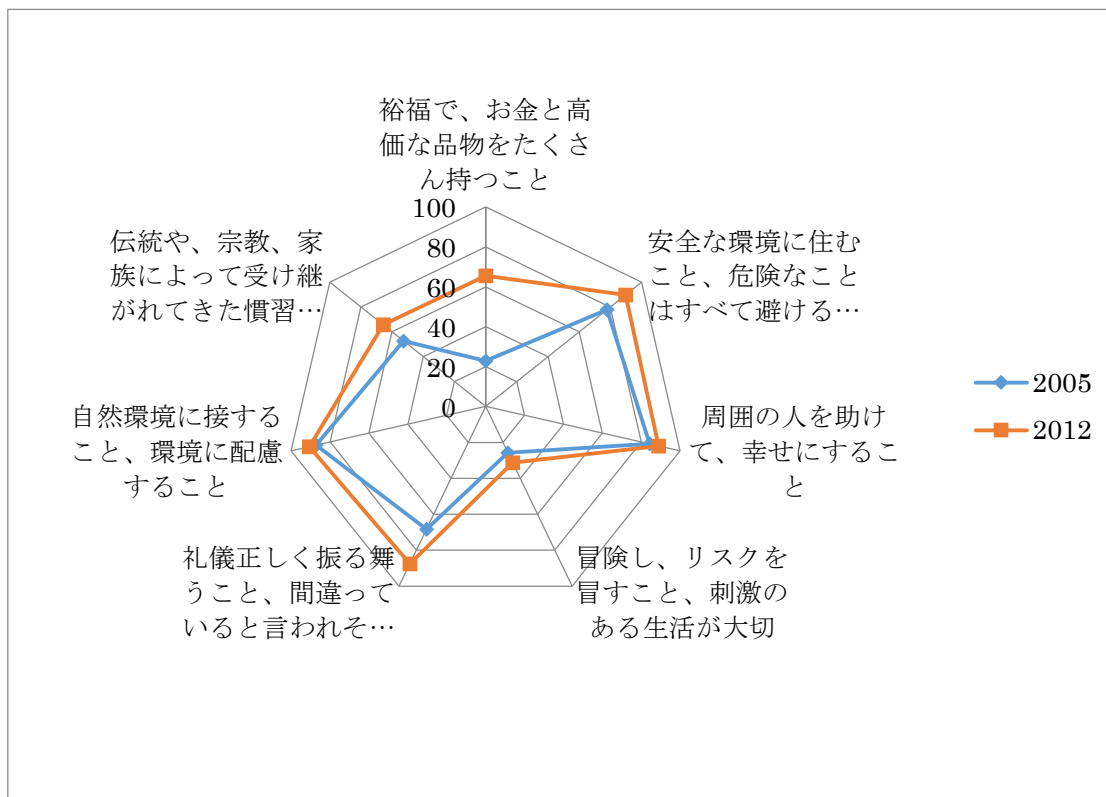 裕福で、お金と高
価な品物をたくさ
ん持つこと
安全な環境に住む
こと、危険なこと
はすべて避ける…
周囲の人を助け
て、幸せにするこ
と
冒険し、リスクを
冒すこと、刺激の
ある生活が大切
礼儀正しく振る舞
うこと、間違って
いると言われそ…
自然環境に接する
こと、環境に配慮
すること
伝統や、宗教、家
族によって受け継
がれてきた慣習…
100
80
60
40
20
0
2005
2012